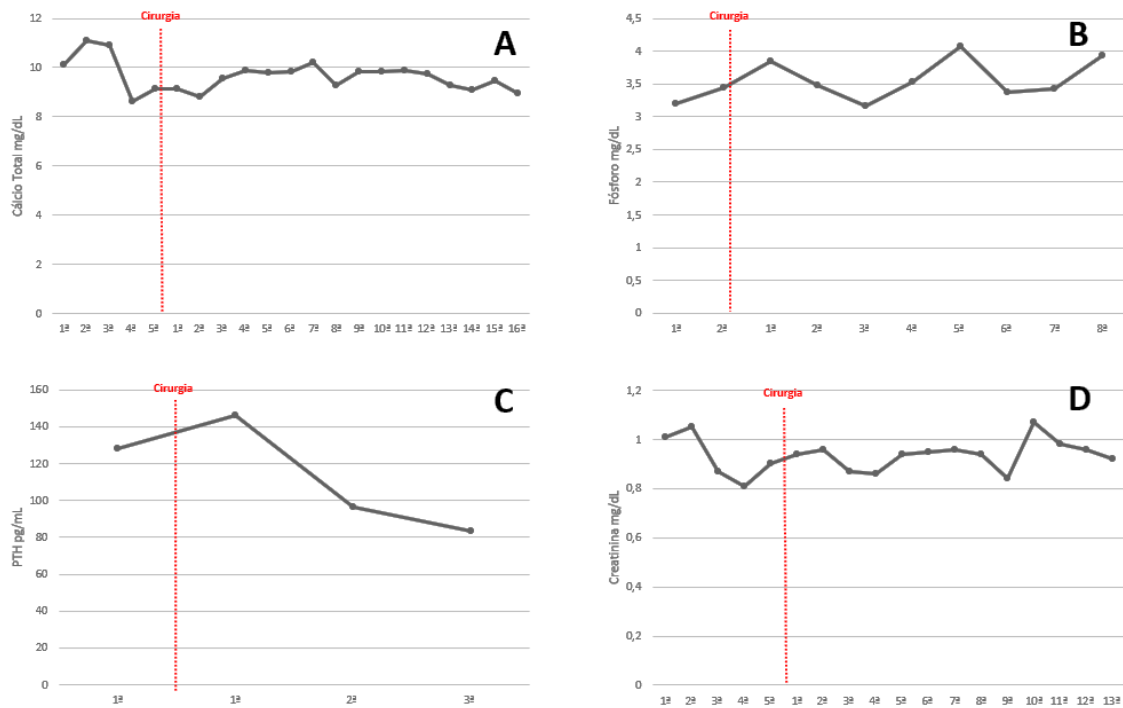 Cirurgia
A
Cálcio Total mg/dL
12
10
8
6
4
2
0
1ª 2ª 3ª 4ª 5ª 1ª 2ª 3ª 4ª 5ª 6ª 7ª 8ª 9ª 10ª 11ª 12ª 13ª 14ª 15ª 16ª
Cirurgia
B
Fósforo mg/dL
4,5
4
3,5
3
2,5
2
1,5
1
0,5
0
1ª 2ª 1ª 2ª 3ª 4ª 5ª 6ª 7ª 8ª
Cirurgia
C
PTH pg/mL
160
140
120
100
80
60
40
20
0
1ª 1ª 2ª 3ª
Cirurgia
D
Creatinina mg/dL
1,2
1
0,8
0,6
0,4
0,2
0
1ª 2ª 3ª 4ª 5ª 1ª 2ª 3ª 4ª 5ª 6ª 7ª 8ª 9ª 10ª 11ª 12ª 13ª